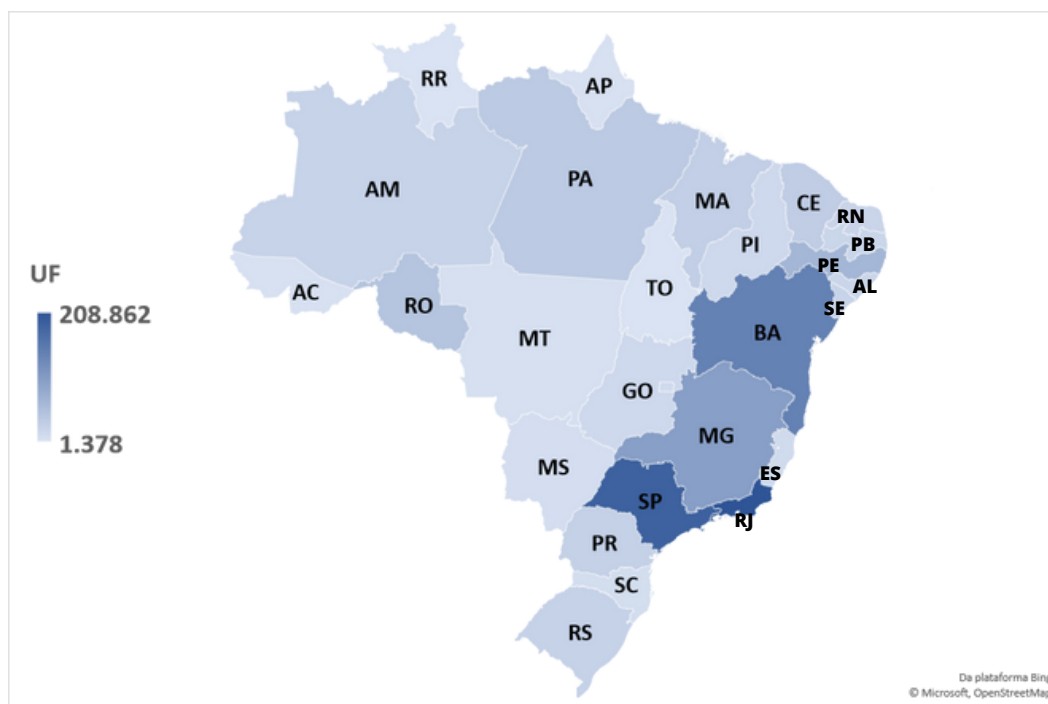 RR
AP
AM
PA
MA
CE
RN
PI
PB
PE
UF
AL
TO
AC
RO
SE
208.862
BA
MT
GO
MG
1.378
MS
ES
SP
RJ
PR
SC
RS
Da plataforma Bing
© Microsoft, OpenStreetMap